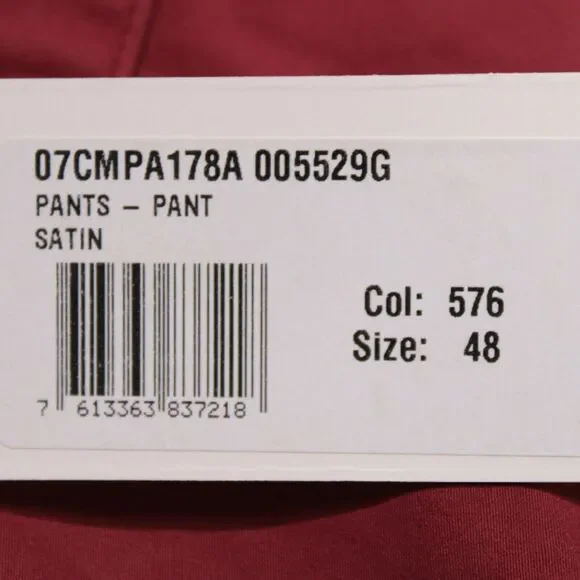 07CMPA178A 005529G
PANTS - PANT
SATIN
Col: 576
Size: 48
7 613363 837218